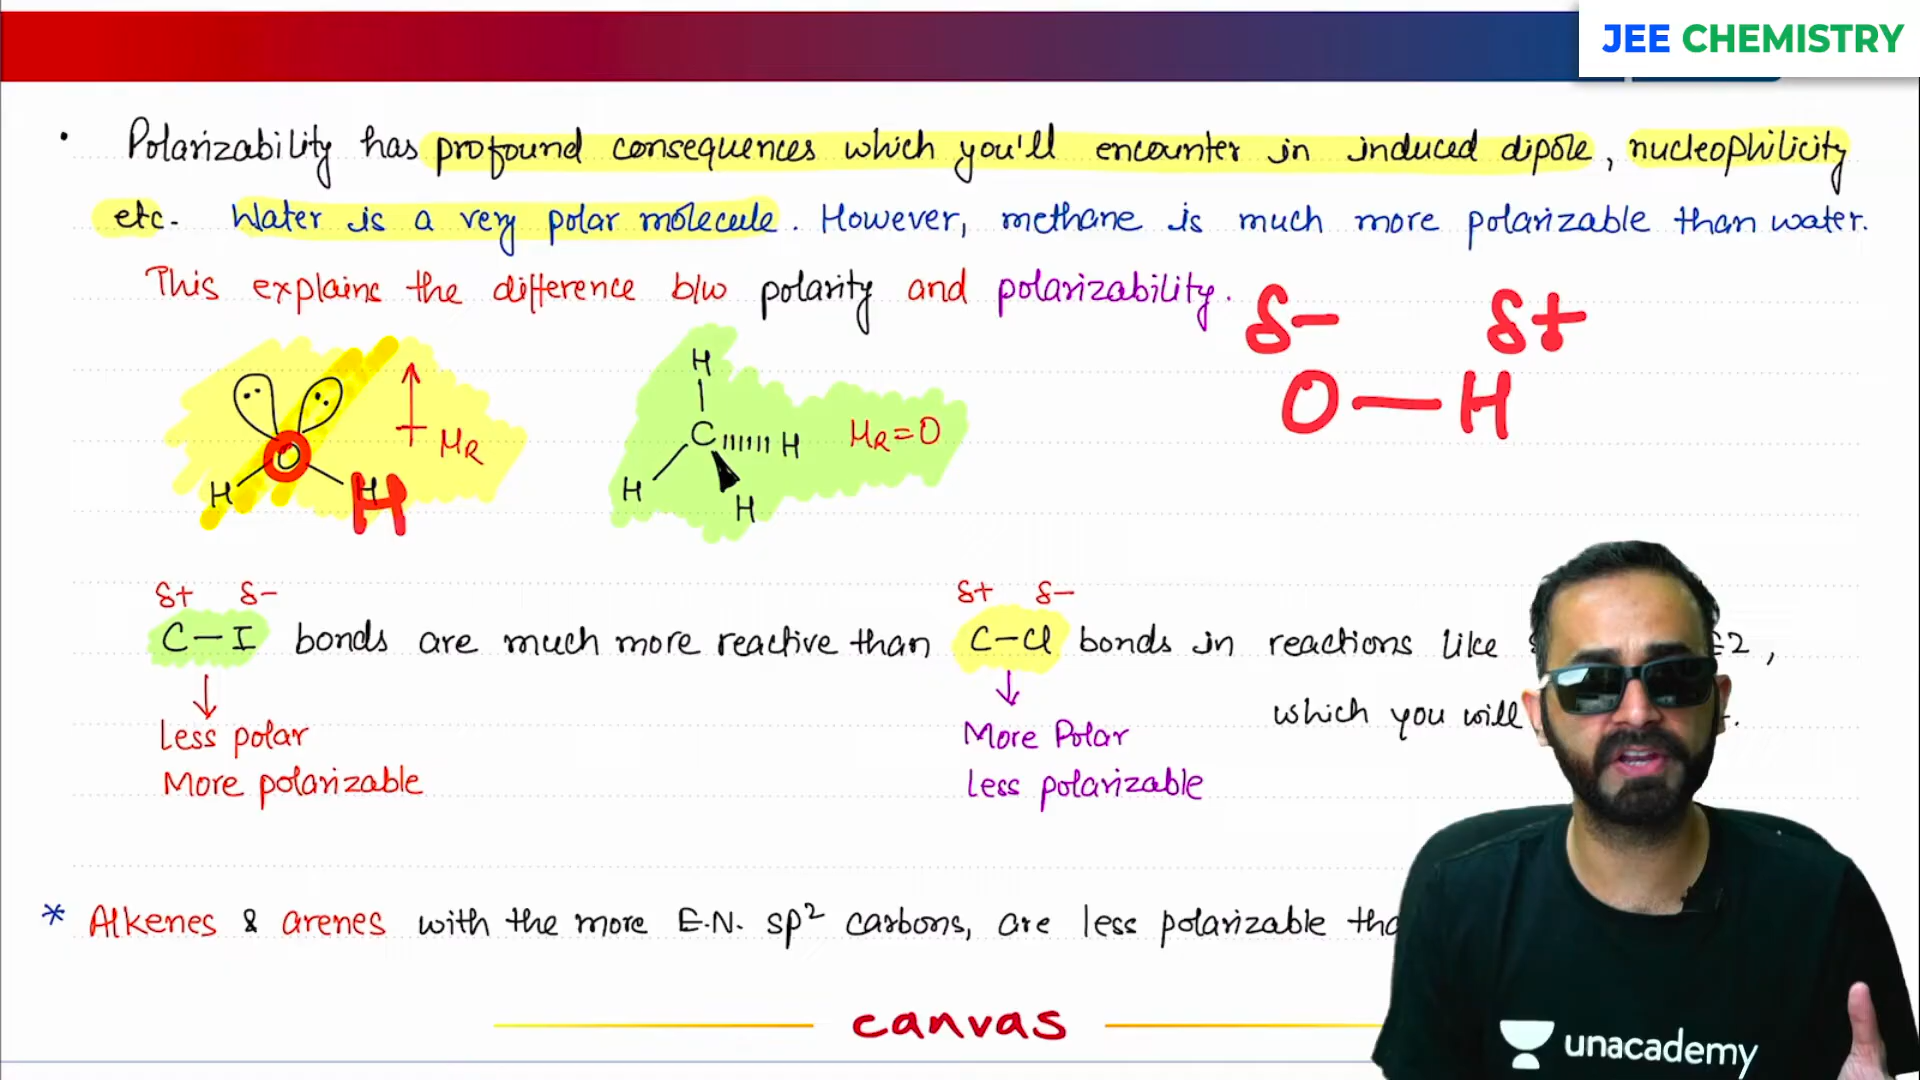 JEE CHEMISTRY
• Polarizability has profound consequences which you'll encounter in induced dipole, nucleophilicity
etc. Water is a very polar molecule. However, methane is much more polarizable than water.
This explains the difference b/w polarity and polarizability.
δ- δ+
O-H
O
H
H
H
μR
H
C
H
H
H
μR=0
δ+ δ-
δ+ δ-
C-I bonds are much more reactive than C-Cl bonds in reactions like
which you will
Less polar
More polarizable
More Polar
Less polarizable
* Alkenes & arenes with the more E.N. sp² carbons, are less polarizable
canvas
unacademy